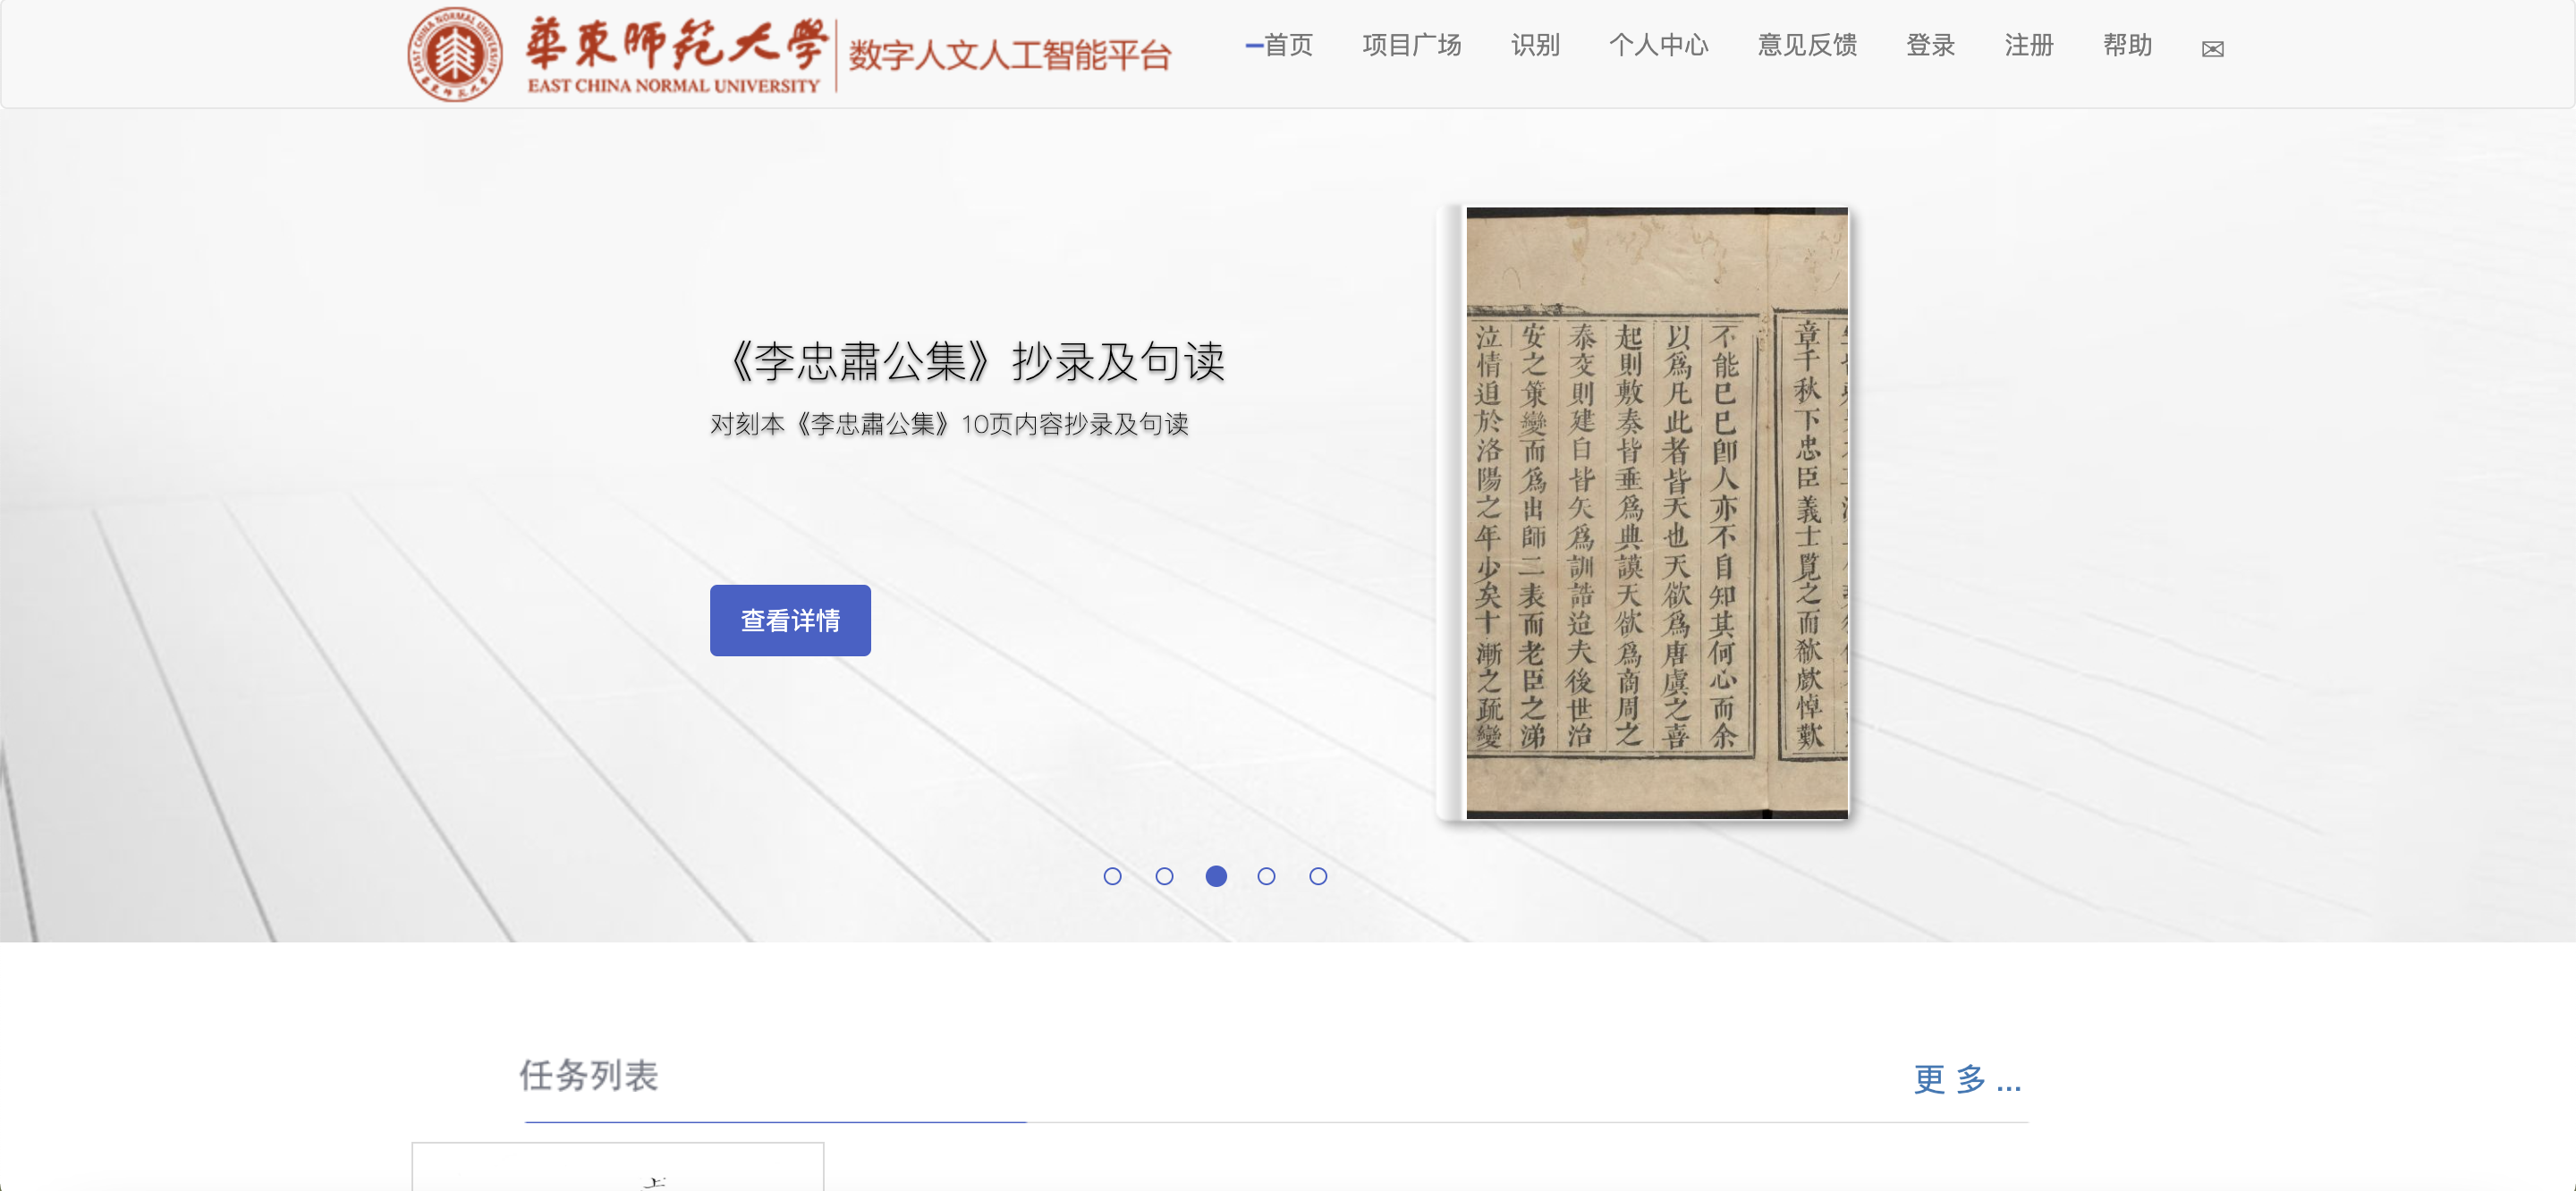 EAST CHINA NORMAL UNIVERSITY
華東師範大學
EAST CHINA NORMAL UNIVERSITY
数字人文人工智能平台
首页
项目广场
识别
个人中心
意见反馈
登录
注册
帮助
《李忠肃公集》抄录及句读
对刻本《李忠肃公集》10页内容抄录及句读
查看详情
章千秋下忠臣義士覽之而欷歔悼歎
不能已已卽人亦不自知其何心而余
以爲凡此者皆天也天欲爲唐虞之喜
起則敷奏皆垂爲典謨天欲爲商周之
泰交則建白皆矢爲訓誥迨夫後世治
安之策變而爲出師二表而老臣之涕
泣情迫於洛陽之年少矣十漸之疏變
任务列表
更 多 ...